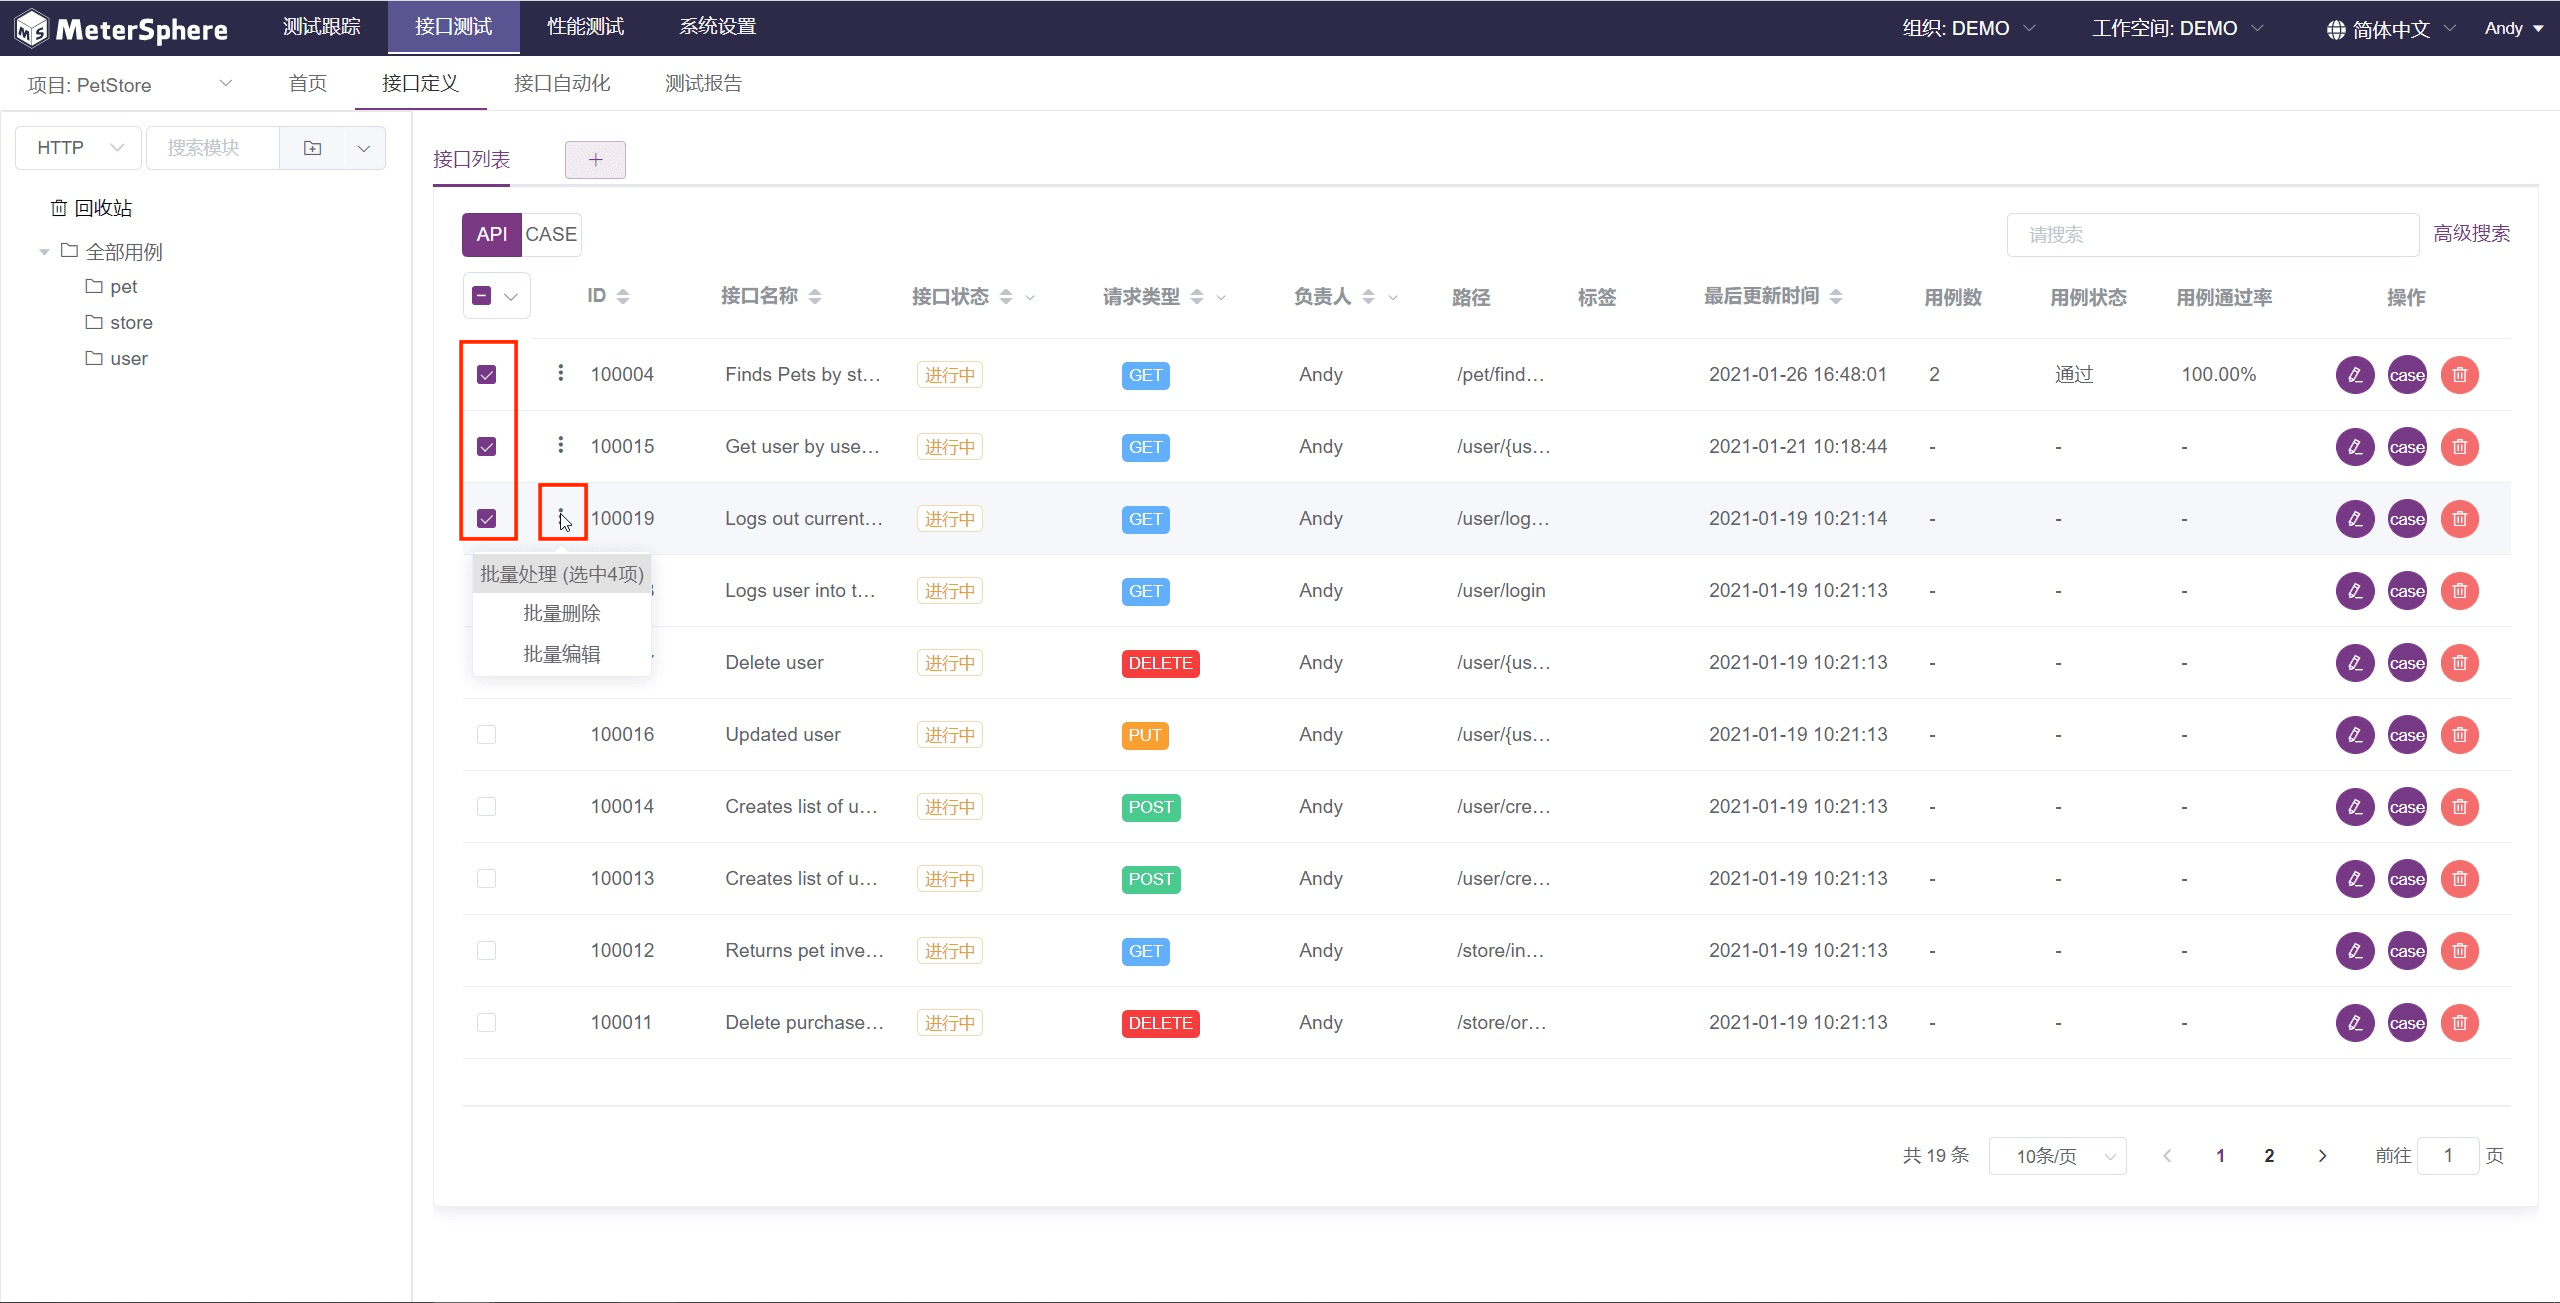 MeterSphere 测试跟踪 接口测试 性能测试 系统设置 组织: DEMO 工作空间: DEMO 简体中文 Andy
项目: PetStore 首页 接口定义 接口自动化 测试报告
HTTP 搜索模块
回收站
全部用例
pet
store
user
接口列表 +
API CASE 请搜索 高级搜索
ID 接口名称 接口状态 请求类型 负责人 路径 标签 最后更新时间 用例数 用例状态 用例通过率 操作
100004 Finds Pets by st... 进行中 GET Andy /pet/find... 2021-01-26 16:48:01 2 通过 100.00% case
100015 Get user by use... 进行中 GET Andy /user/{us... 2021-01-21 10:18:44 - - - case
100019 Logs out current... 进行中 GET Andy /user/log... 2021-01-19 10:21:14 - - - case
批量处理 (选中4项)
批量删除
批量编辑
Logs user into t... 进行中 GET Andy /user/login 2021-01-19 10:21:13 - - - case
Delete user 进行中 DELETE Andy /user/{us... 2021-01-19 10:21:13 - - - case
100016 Updated user 进行中 PUT Andy /user/{us... 2021-01-19 10:21:13 - - - case
100014 Creates list of u... 进行中 POST Andy /user/cre... 2021-01-19 10:21:13 - - - case
100013 Creates list of u... 进行中 POST Andy /user/cre... 2021-01-19 10:21:13 - - - case
100012 Returns pet inve... 进行中 GET Andy /store/in... 2021-01-19 10:21:13 - - - case
100011 Delete purchase... 进行中 DELETE Andy /store/or... 2021-01-19 10:21:13 - - - case
共 19 条 10条/页 1 2 前往 1 页